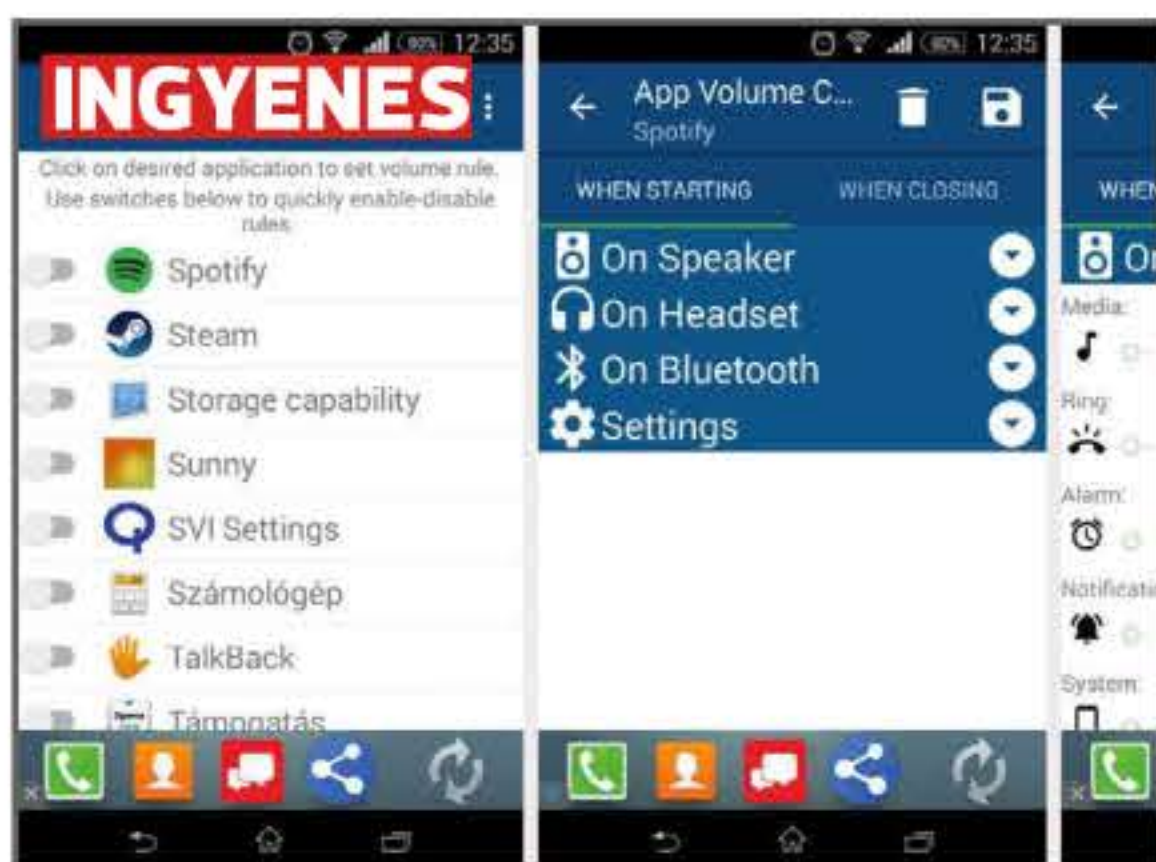 12:35
INGYENES
Click on desired application to set volume rule.
Use switches below to quickly enable-disable
rules
Spotify
Steam
Storage capability
Sunny
SVI Settings
Számológép
TalkBack
Támogatás
80% 12:35
App Volume C...
Spotify
WHEN STARTING WHEN CLOSING
On Speaker
On Headset
On Bluetooth
Settings
WHEN
On
Media:
Ring:
Alarm:
Notificatio
System: